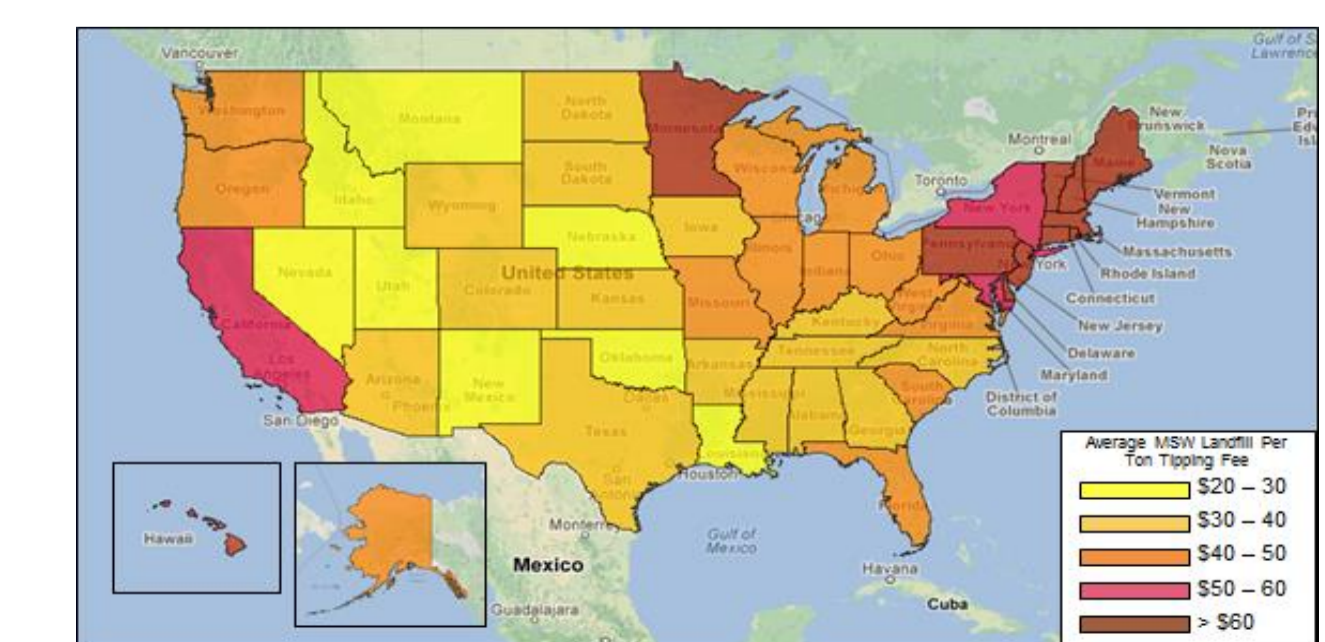 Vancouver
Gulf of S
Lawrence
Washington
Montana
North
Dakota
Minnesota
Montreal
New
Brunswick
Nova
Scotia
Oregon
Idaho
Wyoming
South
Dakota
Wisconsin
Michig
Toronto
Maine
Vermont
New
Hampshire
New York
Massachusetts
Rhode Island
Connecticut
New Jersey
Delaware
Maryland
District of
Columbia
Nevada
Utah
Colorado
Nebraska
Iowa
United States
Kansas
Missouri
Illinois
Indiana
Ohio
Pennsylvania
York
West
Virginia
Virginia
Kentucky
California
Los
Angeles
San Diego
Arizona
Phoenix
New
Mexico
Oklahoma
Arkansas
Tennessee
North
Carolina
South
Carolina
Dallas
Texas
San
Antonio
Mississippi
Alabama
Georgia
Louisiana
Houston
Florida
Hawaii
Monterrey
Gulf of
Mexico
Mexico
Guadalajara
Havana
Cuba
Average MSW Landfill Per
Ton Tipping Fee
$20 – 30
$30 – 40
$40 – 50
$50 – 60
> $60